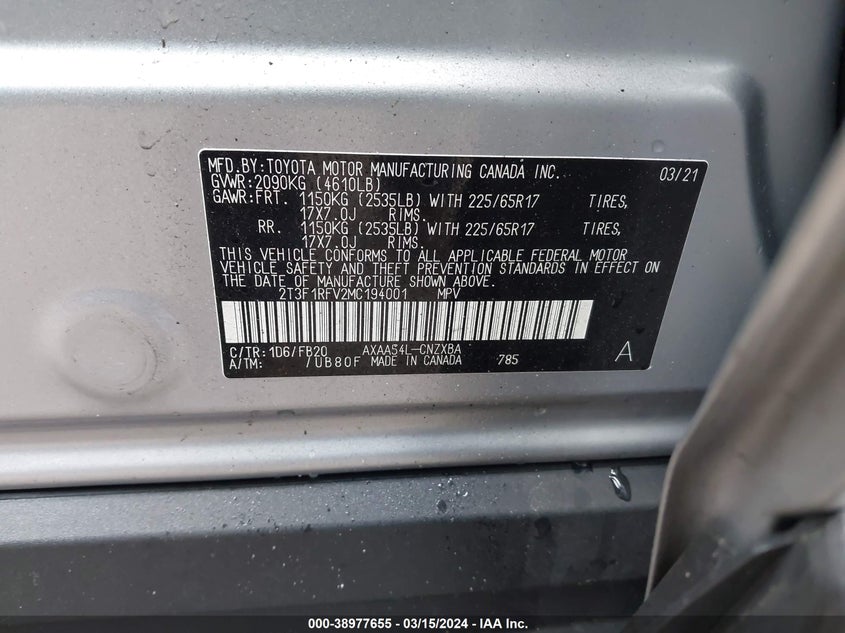 MFD.BY:TOYOTA MOTOR MANUFACTURING CANADA INC. 03/21
GVWR:2090KG (4610LB)
GAWR:FRT. 1150KG (2535LB) WITH 225/65R17 TIRES,
17X7.0J RIMS.
RR. 1150KG (2535LB) WITH 225/65R17 TIRES,
17X7.0J RIMS.
THIS VEHICLE CONFORMS TO ALL APPLICABLE FEDERAL MOTOR
VEHICLE SAFETY AND THEFT PREVENTION STANDARDS IN EFFECT ON
THE DATE OF MANUFACTURE SHOWN ABOVE.
2T3F1RFV2MC194001 MPV
C/TR:1D6/FB20 AXAA54L-CNZXBA A
A/TM: /UB80F MADE IN CANADA 785
000-38977655 - 03/15/2024 - IAA Inc.